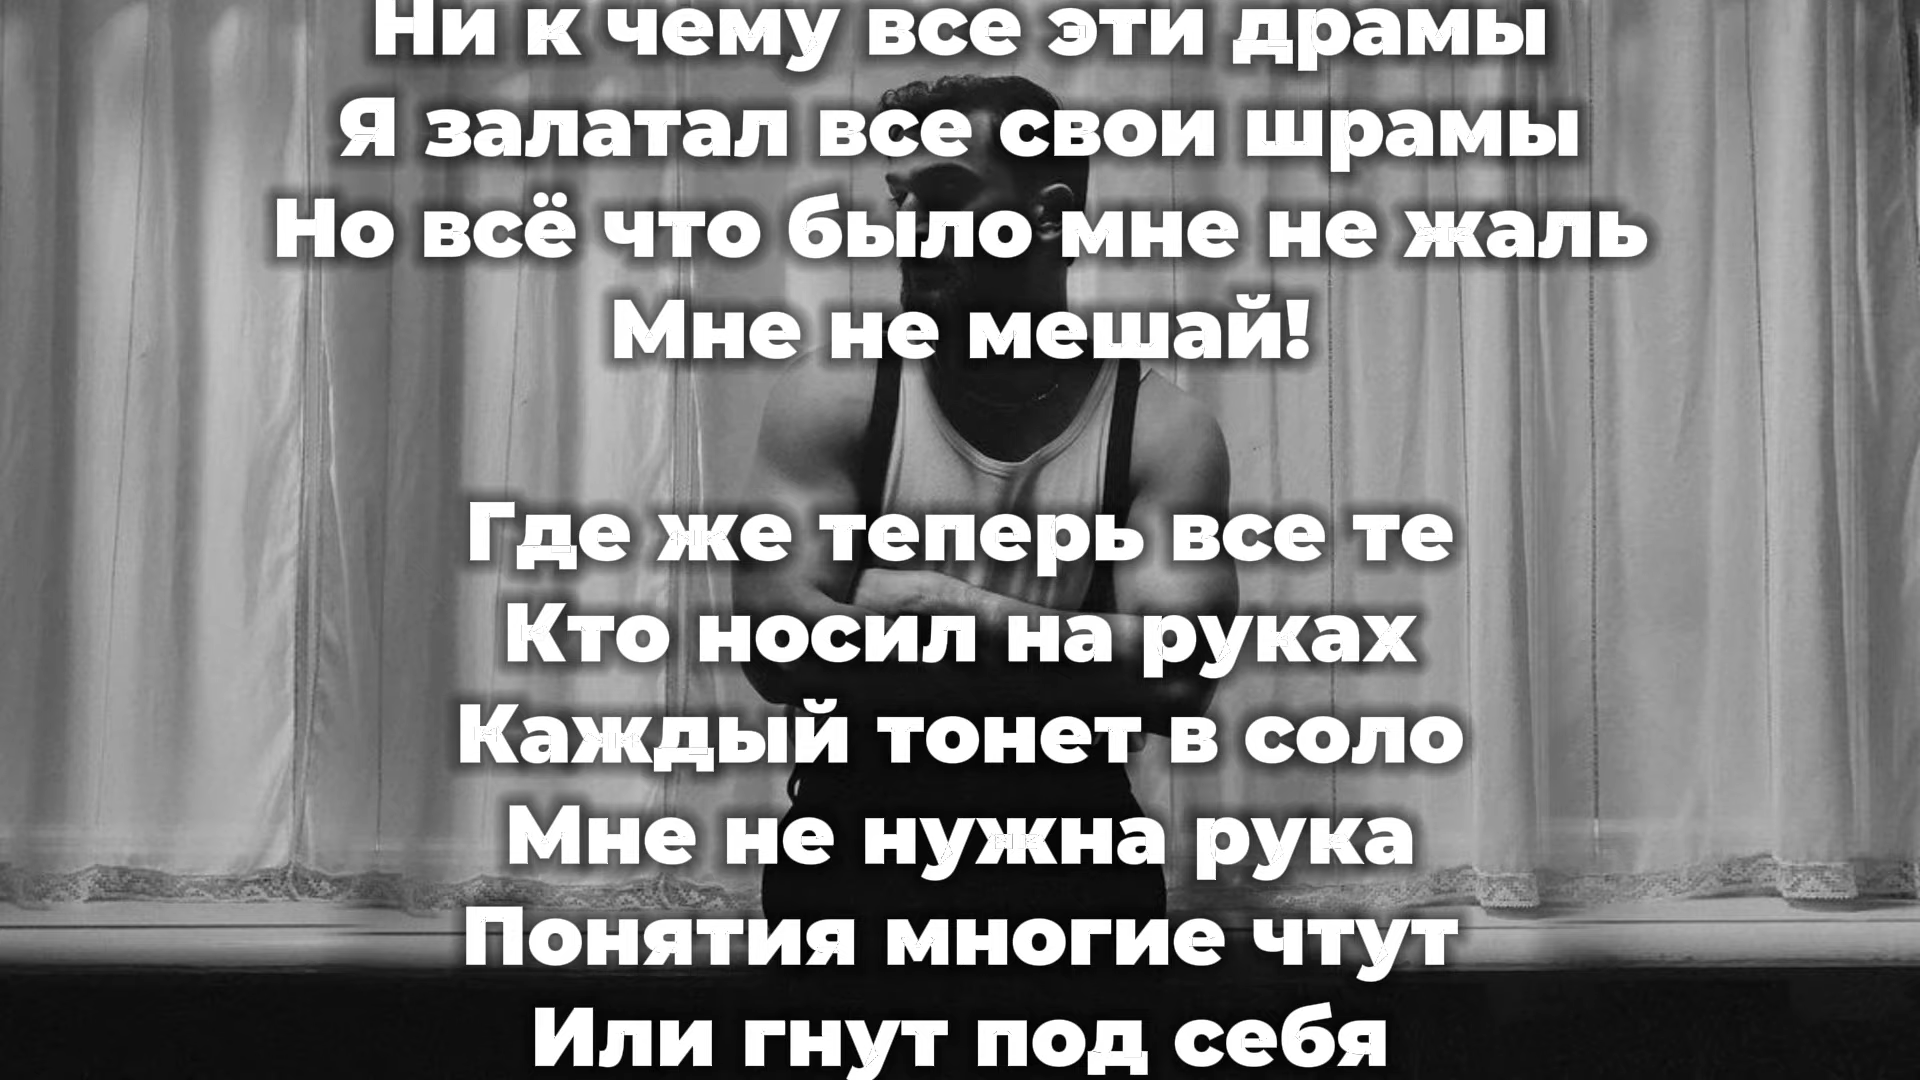 Ни к чему все эти драмы
Я залатал все свои шрамы
Но всё что было мне не жаль
Мне не мешай!
Где же теперь все те
Кто носил на руках
Каждый тонет в соло
Мне не нужна рука
Понятия многие чтут
Или гнут под себя